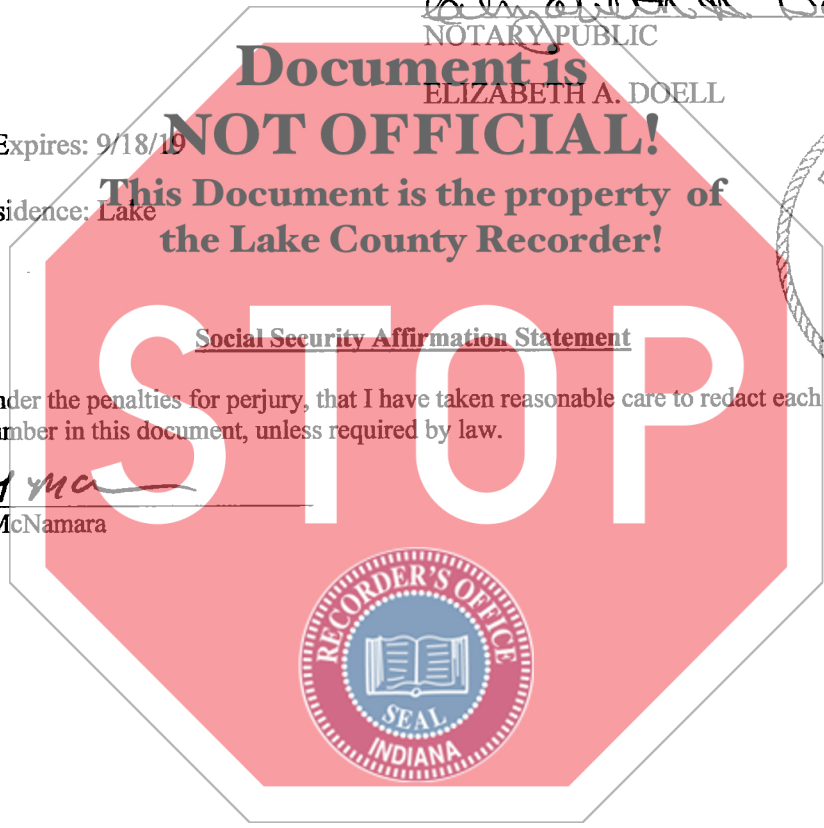 NOTARY PUBLIC
Document is
ELIZABETH A. DOELL
NOT OFFICIAL!
Expires: 9/18/19
This Document is the property of
sidence: Lake
the Lake County Recorder!
STOP
Social Security Affirmation Statement
nder the penalties for perjury, that I have taken reasonable care to redact each
mber in this document, unless required by law.
McNamara
RECORDER'S OFFICE
SEAL
INDIANA